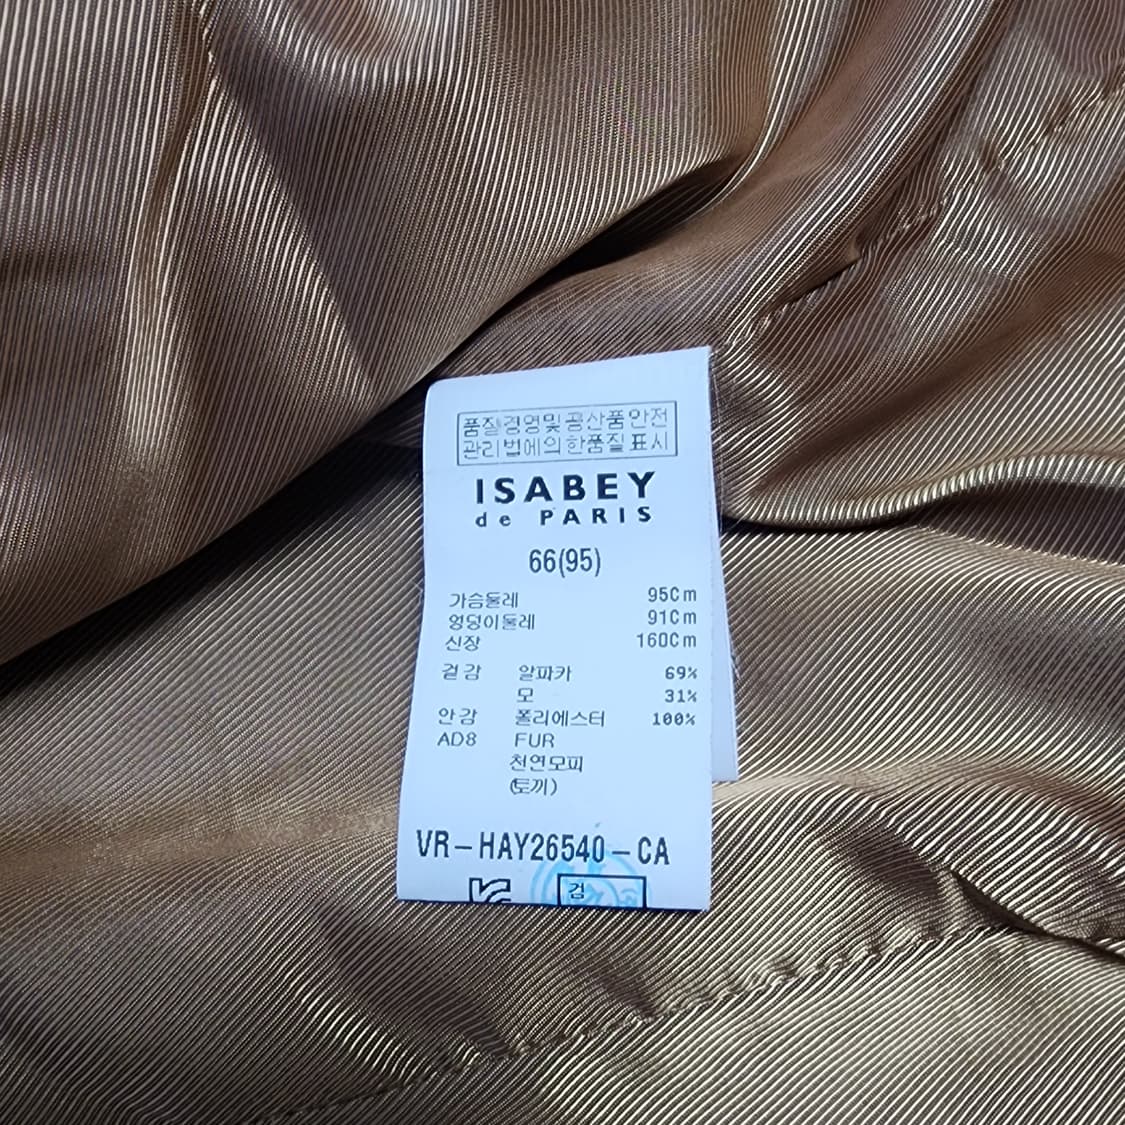 품질경영및공산품안전
관리법에의한품질표시
ISABEY
de PARIS
66(95)
가슴둘레 95Cm
엉덩이둘레 91Cm
신장 160Cm
겉감 알파카 69%
모 31%
안감 폴리에스터 100%
AD8 FUR
천연모피
(토끼)
VR-HAY26540-CA
검